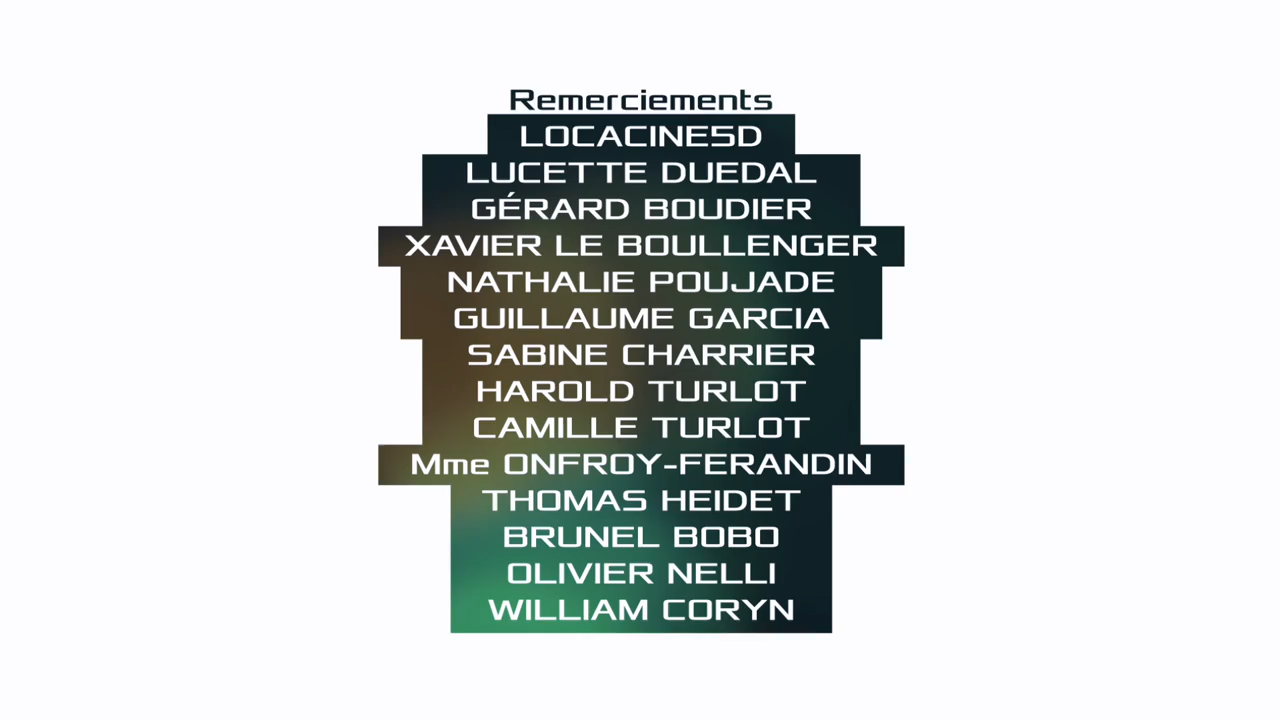 Remerciements
LOCACINE5D
LUCETTE DUEDAL
GÉRARD BOUDIER
XAVIER LE BOULLENGER
NATHALIE POUJADE
GUILLAUME GARCIA
SABINE CHARRIER
HAROLD TURLOT
CAMILLE TURLOT
Mme ONFROY-FERANDIN
THOMAS HEIDET
BRUNEL BOBO
OLIVIER NELLI
WILLIAM CORYN